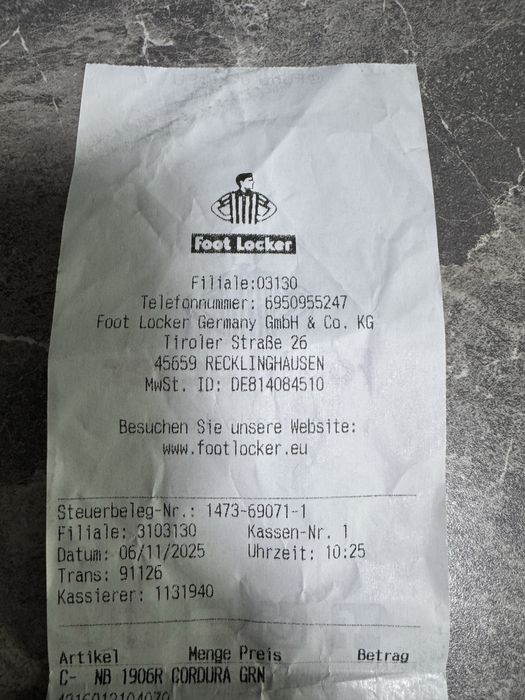 Foot Locker
Filiale:03130
Telefonnummer: 6950955247
Foot Locker Germany GmbH & Co. KG
Tiroler Straße 26
45659 RECKLINGHAUSEN
MwSt. ID: DE814084510
Besuchen Sie unsere Website:
www.footlocker.eu
Steuerbeleg-Nr.: 1473-69071-1
Filiale: 3103130 Kassen-Nr. 1
Datum: 06/11/2025 Uhrzeit: 10:25
Trans: 91126
Kassierer: 1131940
Artikel Menge Preis Betrag
C- NB 1906R CORDURA GRN